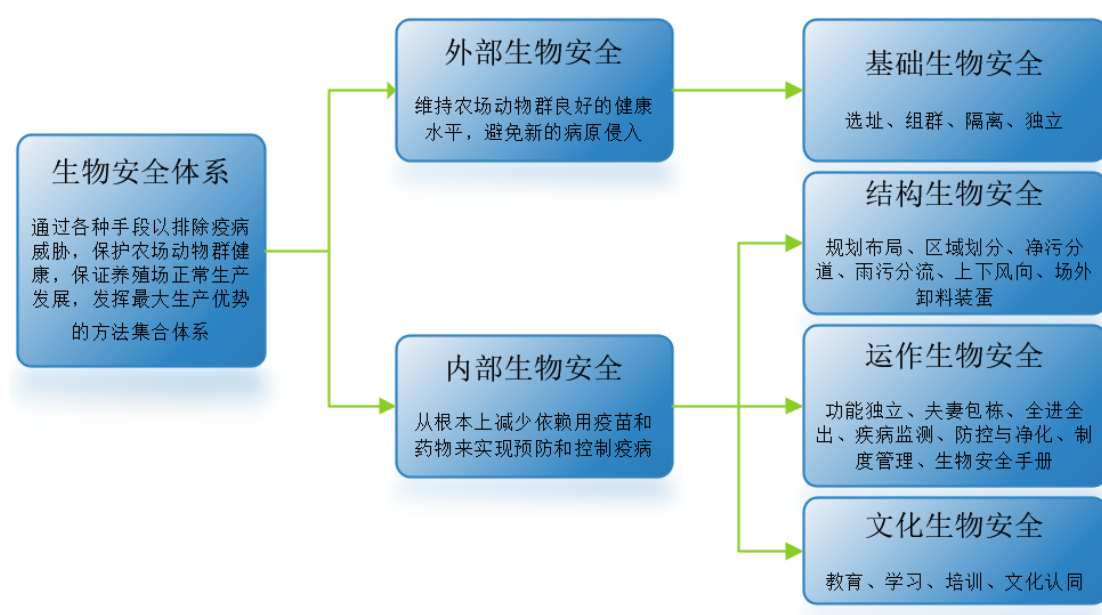 生物安全体系
通过各种手段以排除疫病
威胁，保护农场动物群健
康，保证养殖场正常生产
发展，发挥最大生产优势
的方法集合体系
外部生物安全
维持农场动物群良好的健康
水平，避免新的病原侵入
内部生物安全
从根本上减少依赖用疫苗和
药物来实现预防和控制疫病
基础生物安全
选址、组群、隔离、独立
结构生物安全
规划布局、区域划分、净污分
道、雨污分流、上下风向、场外
卸料装蛋
运作生物安全
功能独立、夫妻包栋、全进全
出、疾病监测、防控与净化、制
度管理、生物安全手册
文化生物安全
教育、学习、培训、文化认同